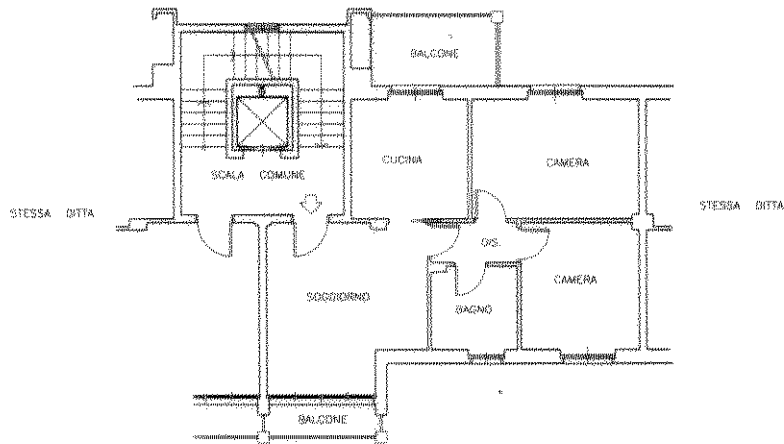 BALCONE
CUCINA
CAMERA
SCALA COMUNE
STESSA DITTA
STESSA DITTA
DIS.
SOGGIORNO
BAGNO
CAMERA
BALCONE